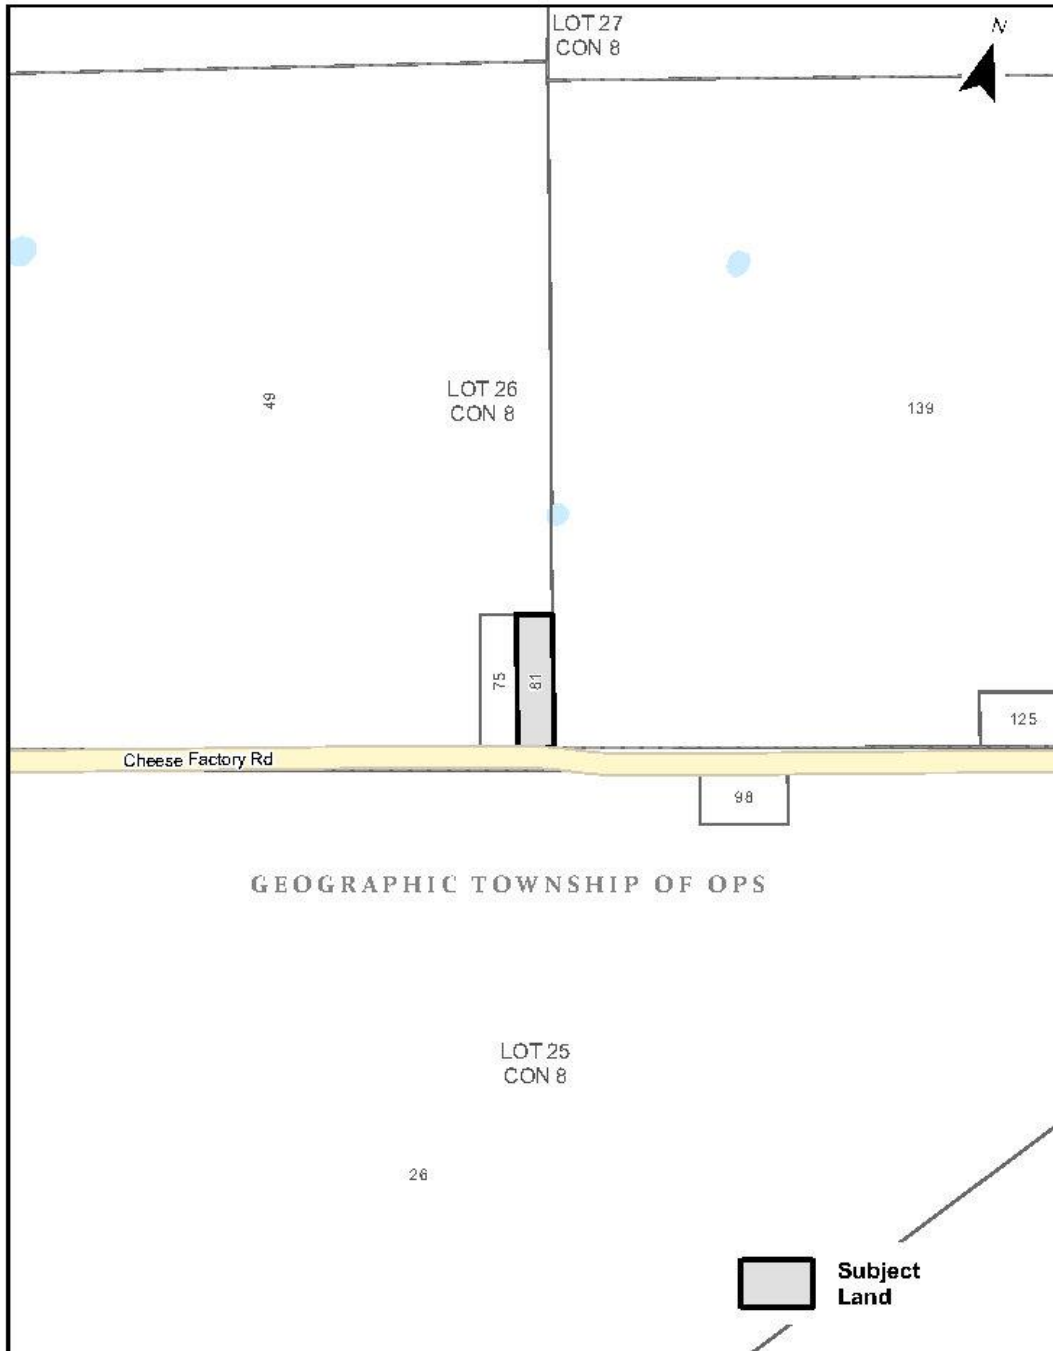 LOT 27
CON 8
N
LOT 26
CON 8
49
139
75
81
125
Cheese Factory Rd
98
GEOGRAPHIC TOWNSHIP OF OPS
LOT 25
CON 8
26
Subject
Land